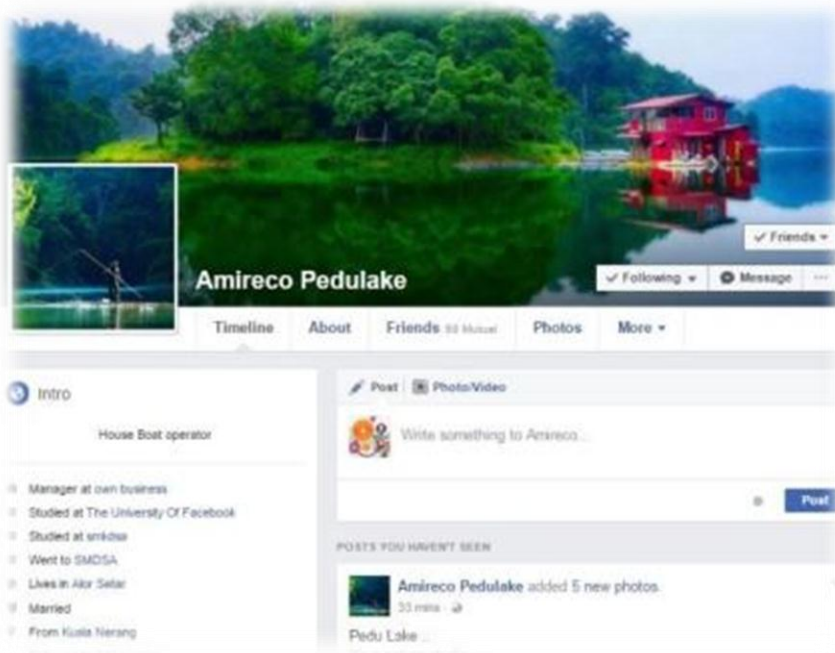 Friends
Amireco Pedulake
Following
Message
Timeline
About
Friends Mutual
Photos
More
Intro
House Boat operator
Manager at own business
Studied at The University Of Facebook
Studied at smkdsa
Went to SMDSA
Lives in Alor Setar
Married
From Kuala Nerang
Post
Photo/Video
Write something to Amireco...
Post
POSTS YOU HAVEN'T SEEN
Amireco Pedulake added 5 new photos.
33 mins
Pedu Lake ...